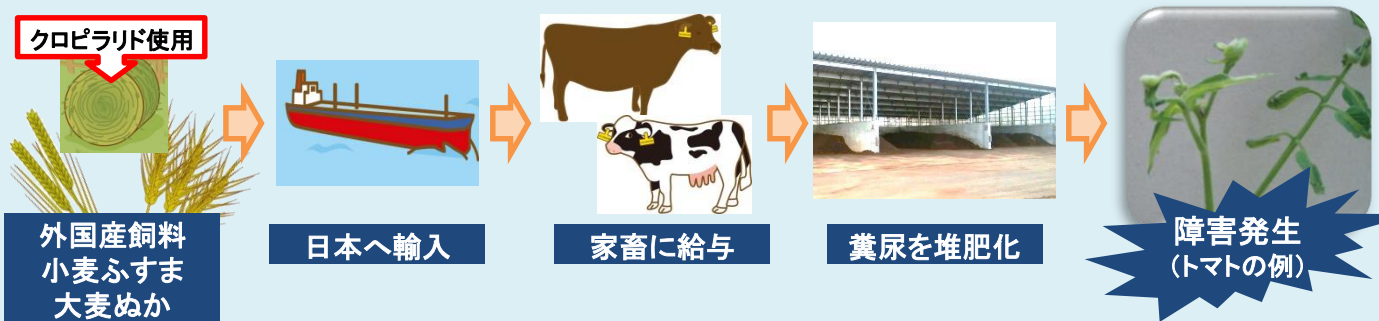 クロピラリド使用
外国産飼料
小麦ふすま
大麦ぬか
日本へ輸入
家畜に給与
糞尿を堆肥化
障害発生
(トマトの例)